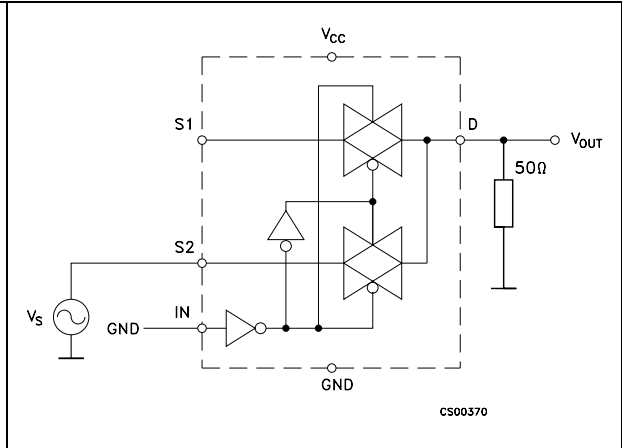 VCC
S1
D
VOUT
50Ω
S2
IN
VS
GND
GND
CS00370